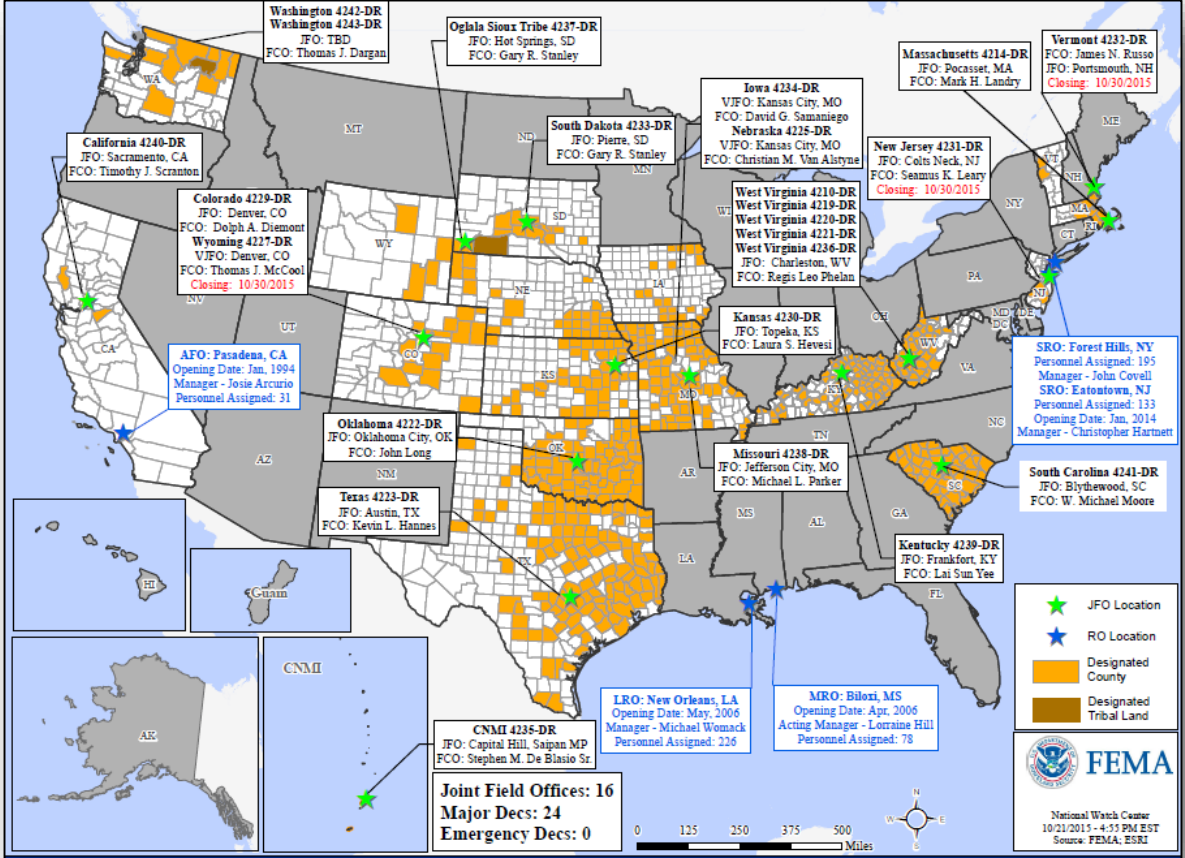 Washington 4242-DR
Washington 4243-DR
JFO: TBD
FCO: Thomas J. Dargan
Oglala Sioux Tribe 4237-DR
JFO: Hot Springs, SD
FCO: Gary R. Stanley
Massachusetts 4214-DR
JFO: Pocasset, MA
FCO: Mark H. Landry
Vermont 4232-DR
FCO: James N. Russo
JFO: Portsmouth, NH
Closing: 10/30/2015
Iowa 4234-DR
VJFO: Kansas City, MO
FCO: David G. Samaniego
Nebraska 4225-DR
VJFO: Kansas City, MO
FCO: Christian M. Van Alstyne
South Dakota 4233-DR
JFO: Pierre, SD
FCO: Gary R. Stanley
California 4240-DR
JFO: Sacramento, CA
FCO: Timothy J. Scranton
New Jersey 4231-DR
JFO: Colts Neck, NJ
FCO: Seamus K. Leary
Closing: 10/30/2015
Colorado 4229-DR
JFO: Denver, CO
FCO: Dolph A. Diemont
Wyoming 4227-DR
VJFO: Denver, CO
FCO: Thomas J. McCool
Closing: 10/30/2015
West Virginia 4210-DR
West Virginia 4219-DR
West Virginia 4220-DR
West Virginia 4221-DR
West Virginia 4236-DR
JFO: Charleston, WV
FCO: Regis Leo Phelan
Kansas 4230-DR
JFO: Topeka, KS
FCO: Laura S. Hevesi
AFO: Pasadena, CA
Opening Date: Jan, 1994
Manager - Josie Arcurio
Personnel Assigned: 31
SRO: Forest Hills, NY
Personnel Assigned: 195
Manager - John Covell
SRO: Eatontown, NJ
Personnel Assigned: 133
Opening Date: Jan, 2014
Manager - Christopher Hartnett
Oklahoma 4222-DR
JFO: Oklahoma City, OK
FCO: John Long
Missouri 4238-DR
JFO: Jefferson City, MO
FCO: Michael L. Parker
South Carolina 4241-DR
JFO: Blythewood, SC
FCO: W. Michael Moore
Texas 4223-DR
JFO: Austin, TX
FCO: Kevin L. Hannes
Kentucky 4239-DR
JFO: Frankfort, KY
FCO: Lai Sun Yee
LRO: New Orleans, LA
Opening Date: May, 2006
Manager - Michael Womack
Personnel Assigned: 226
MRO: Biloxi, MS
Opening Date: Apr, 2006
Acting Manager - Lorraine Hill
Personnel Assigned: 78
CNMI 4235-DR
JFO: Capital Hill, Saipan MP
FCO: Stephen M. De Blasio Sr.
Joint Field Offices: 16
Major Decs: 24
Emergency Decs: 0
WA
MT
ND
MN
WI
ME
VT
NH
NY
MA
RI
CT
SD
WY
NE
IA
PA
NJ
OH
MD
DE
DC
NV
UT
CO
CA
KS
MO
KY
WV
VA
NC
TN
AZ
NM
OK
AR
SC
MS
AL
GA
TX
LA
FL
HI
Guam
AK
CNMI
JFO Location
RO Location
Designated
County
Designated
Tribal Land
FEMA
National Watch Center
10/21/2015 - 4:55 PM EST
Source: FEMA; ESRI
N
W
E
S
0 125 250 375 500
Miles